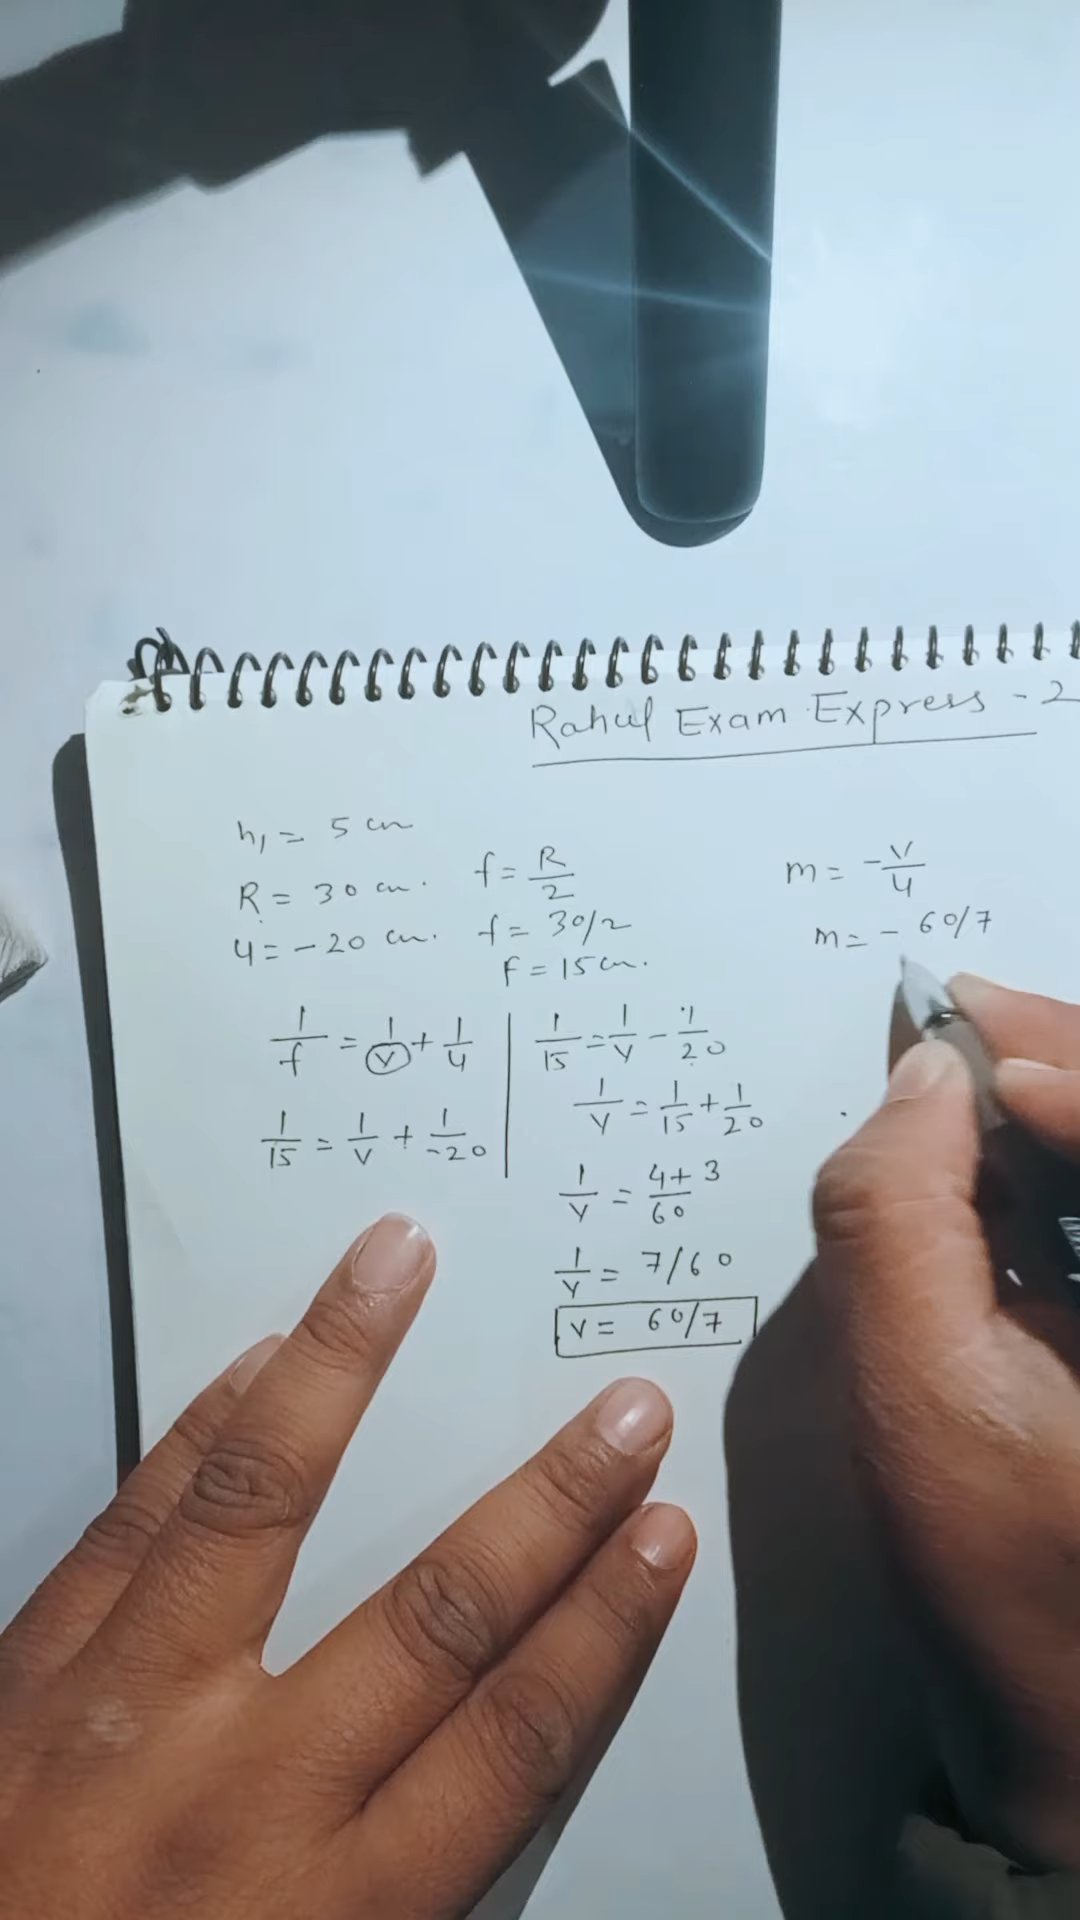 Rahul Exam Express - 2
h₁ = 5 cm
R = 30 cm.
u = -20 cm.
f = R/2
f = 30/2
F = 15 cm.
1/f = 1/v + 1/u
1/15 = 1/v + 1/-20
1/15 = 1/v - 1/20
1/v = 1/15 + 1/20
1/v = 4+3/60
1/v = 7/60
v = 60/7
m = -v/u
m = - 60/7